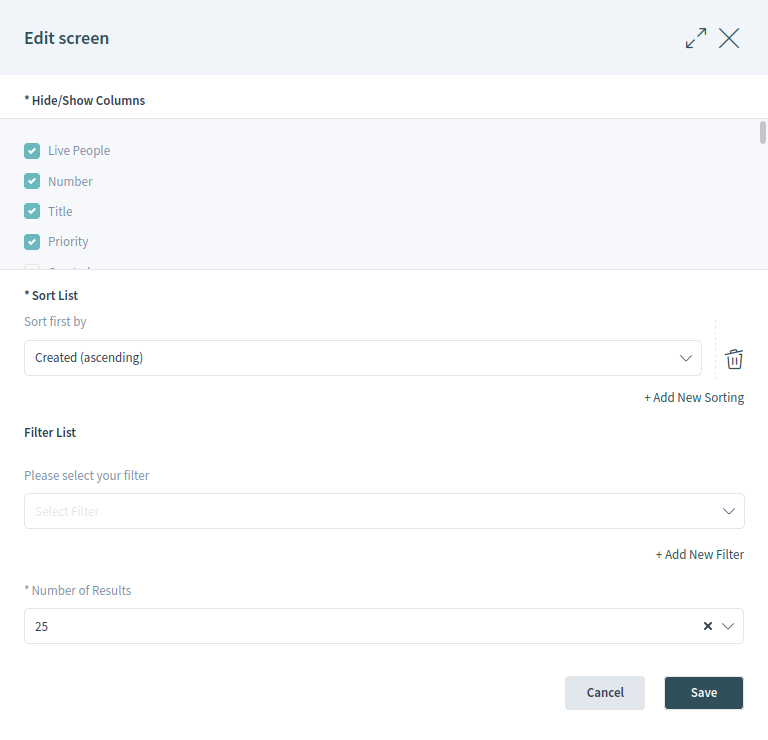 Edit screen
* Hide/Show Columns
Live People
Number
Title
Priority
* Sort List
Sort first by
Created (ascending)
+ Add New Sorting
Filter List
Please select your filter
Select Filter
+ Add New Filter
* Number of Results
25
Cancel
Save